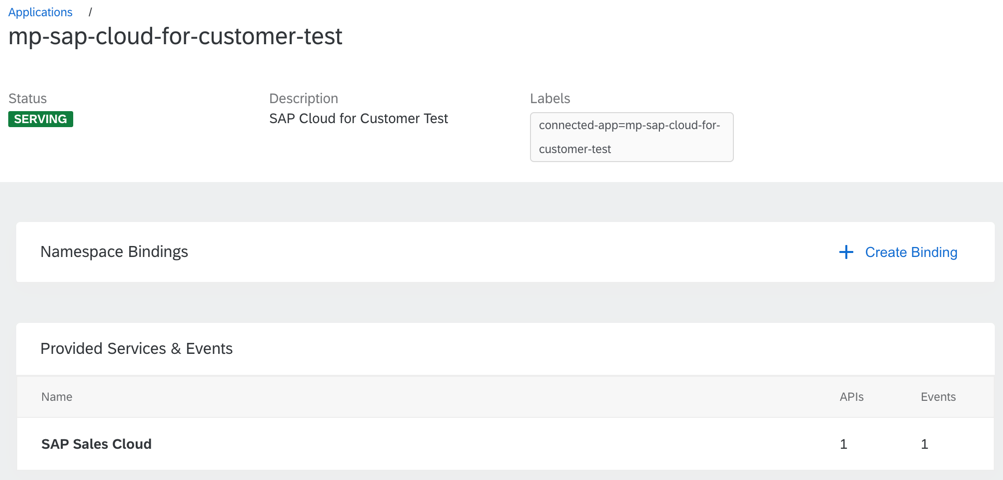 Applications /
mp-sap-cloud-for-customer-test
Status Description Labels
SERVING SAP Cloud for Customer Test connected-app=mp-sap-cloud-for-
customer-test
Namespace Bindings + Create Binding
Provided Services & Events
Name APIs Events
SAP Sales Cloud 1 1